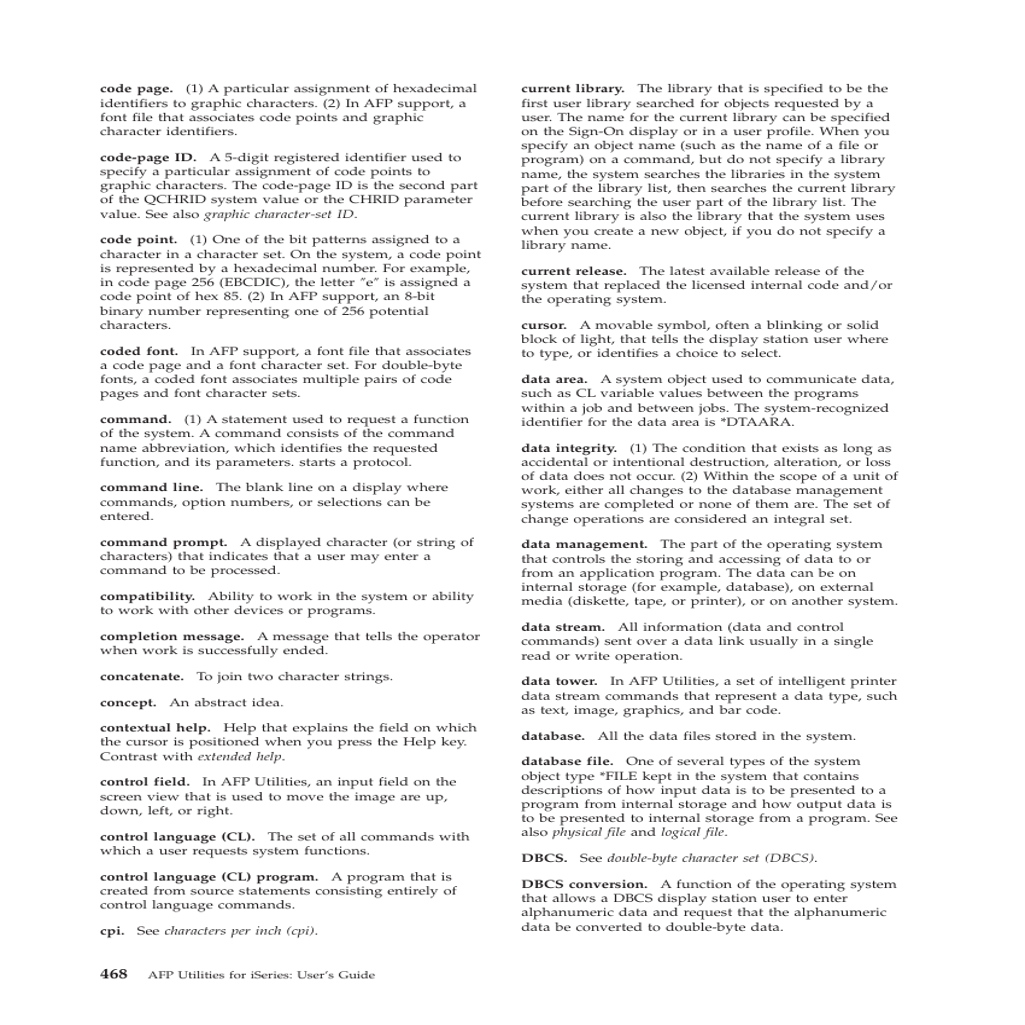 code page. (1) A particular assignment of hexadecimal
identifiers to graphic characters. (2) In AFP support, a
font file that associates code points and graphic
character identifiers.
code-page ID. A 5-digit registered identifier used to
specify a particular assignment of code points to
graphic characters. The code-page ID is the second part
of the QCHRID system value or the CHRID parameter
value. See also graphic character-set ID.
code point. (1) One of the bit patterns assigned to a
character in a character set. On the system, a code point
is represented by a hexadecimal number. For example,
in code page 256 (EBCDIC), the letter ″e″ is assigned a
code point of hex 85. (2) In AFP support, an 8-bit
binary number representing one of 256 potential
characters.
coded font. In AFP support, a font file that associates
a code page and a font character set. For double-byte
fonts, a coded font associates multiple pairs of code
pages and font character sets.
command. (1) A statement used to request a function
of the system. A command consists of the command
name abbreviation, which identifies the requested
function, and its parameters. starts a protocol.
command line. The blank line on a display where
commands, option numbers, or selections can be
entered.
command prompt. A displayed character (or string of
characters) that indicates that a user may enter a
command to be processed.
compatibility. Ability to work in the system or ability
to work with other devices or programs.
completion message. A message that tells the operator
when work is successfully ended.
concatenate. To join two character strings.
concept. An abstract idea.
contextual help. Help that explains the field on which
the cursor is positioned when you press the Help key.
Contrast with extended help.
control field. In AFP Utilities, an input field on the
screen view that is used to move the image are up,
down, left, or right.
control language (CL). The set of all commands with
which a user requests system functions.
control language (CL) program. A program that is
created from source statements consisting entirely of
control language commands.
cpi. See characters per inch (cpi).
current library. The library that is specified to be the
first user library searched for objects requested by a
user. The name for the current library can be specified
on the Sign-On display or in a user profile. When you
specify an object name (such as the name of a file or
program) on a command, but do not specify a library
name, the system searches the libraries in the system
part of the library list, then searches the current library
before searching the user part of the library list. The
current library is also the library that the system uses
when you create a new object, if you do not specify a
library name.
current release. The latest available release of the
system that replaced the licensed internal code and/or
the operating system.
cursor. A movable symbol, often a blinking or solid
block of light, that tells the display station user where
to type, or identifies a choice to select.
data area. A system object used to communicate data,
such as CL variable values between the programs
within a job and between jobs. The system-recognized
identifier for the data area is *DTAARA.
data integrity. (1) The condition that exists as long as
accidental or intentional destruction, alteration, or loss
of data does not occur. (2) Within the scope of a unit of
work, either all changes to the database management
systems are completed or none of them are. The set of
change operations are considered an integral set.
data management. The part of the operating system
that controls the storing and accessing of data to or
from an application program. The data can be on
internal storage (for example, database), on external
media (diskette, tape, or printer), or on another system.
data stream. All information (data and control
commands) sent over a data link usually in a single
read or write operation.
data tower. In AFP Utilities, a set of intelligent printer
data stream commands that represent a data type, such
as text, image, graphics, and bar code.
database. All the data files stored in the system.
database file. One of several types of the system
object type *FILE kept in the system that contains
descriptions of how input data is to be presented to a
program from internal storage and how output data is
to be presented to internal storage from a program. See
also physical file and logical file.
DBCS. See double-byte character set (DBCS).
DBCS conversion. A function of the operating system
that allows a DBCS display station user to enter
alphanumeric data and request that the alphanumeric
data be converted to double-byte data.
468 AFP Utilities for iSeries: User's Guide